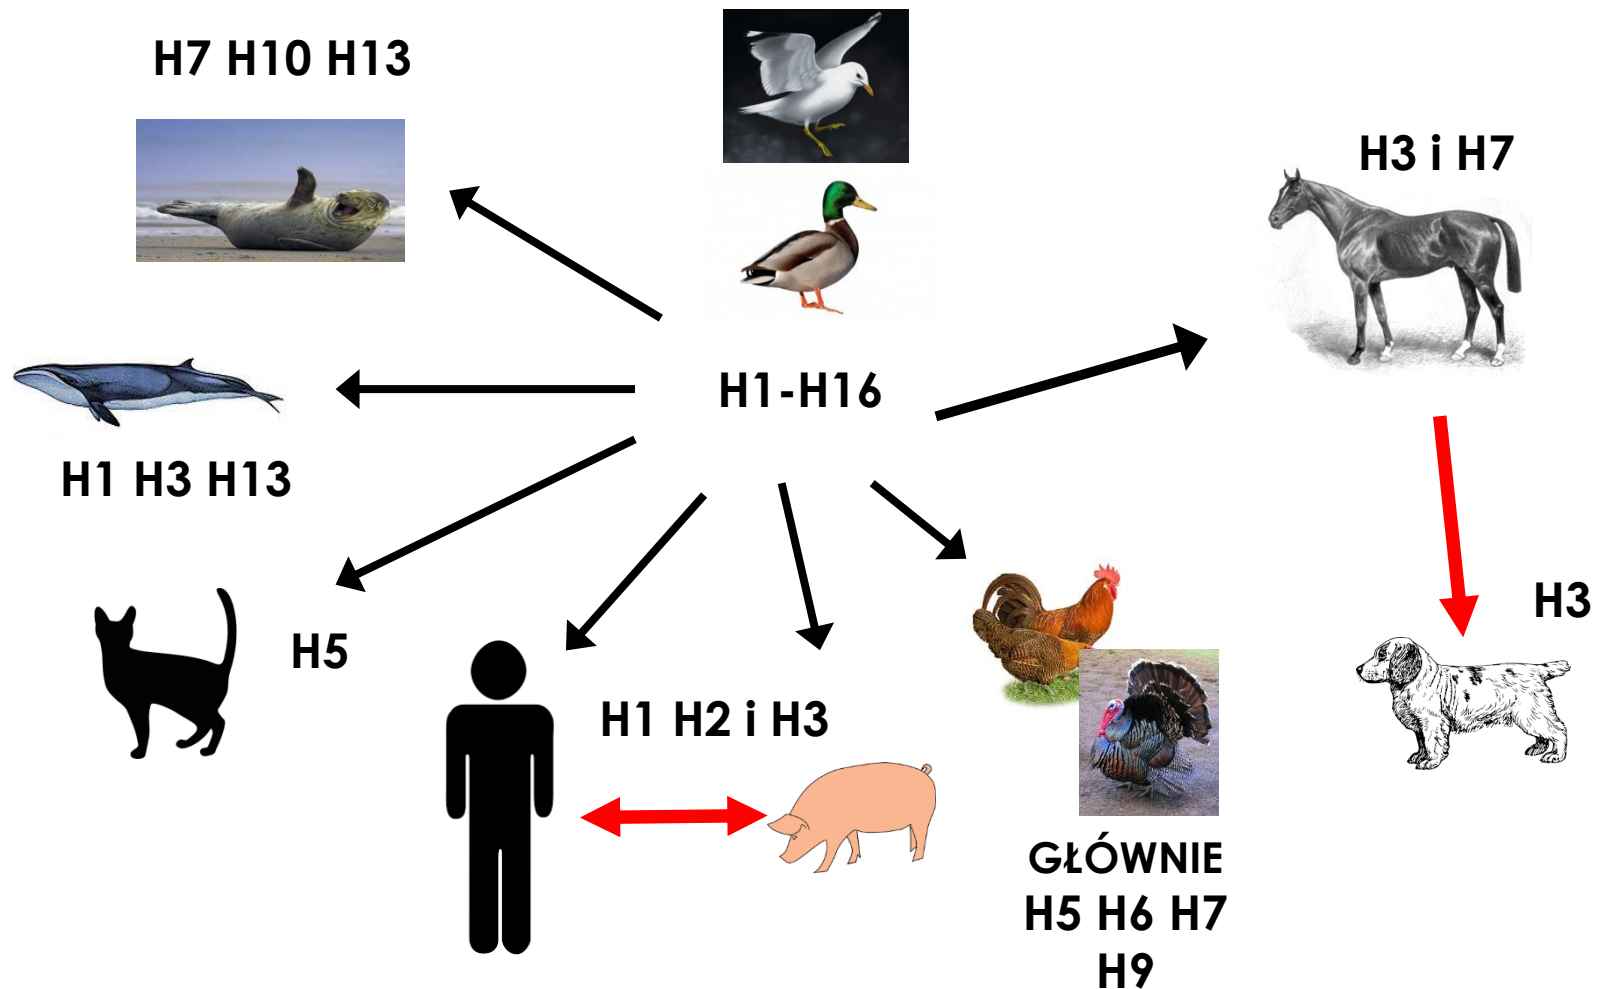 H7 H10 H13
H3 i H7
H1-H16
H1 H3 H13
H3
H5
H1 H2 i H3
GŁÓWNIE
H5 H6 H7
H9